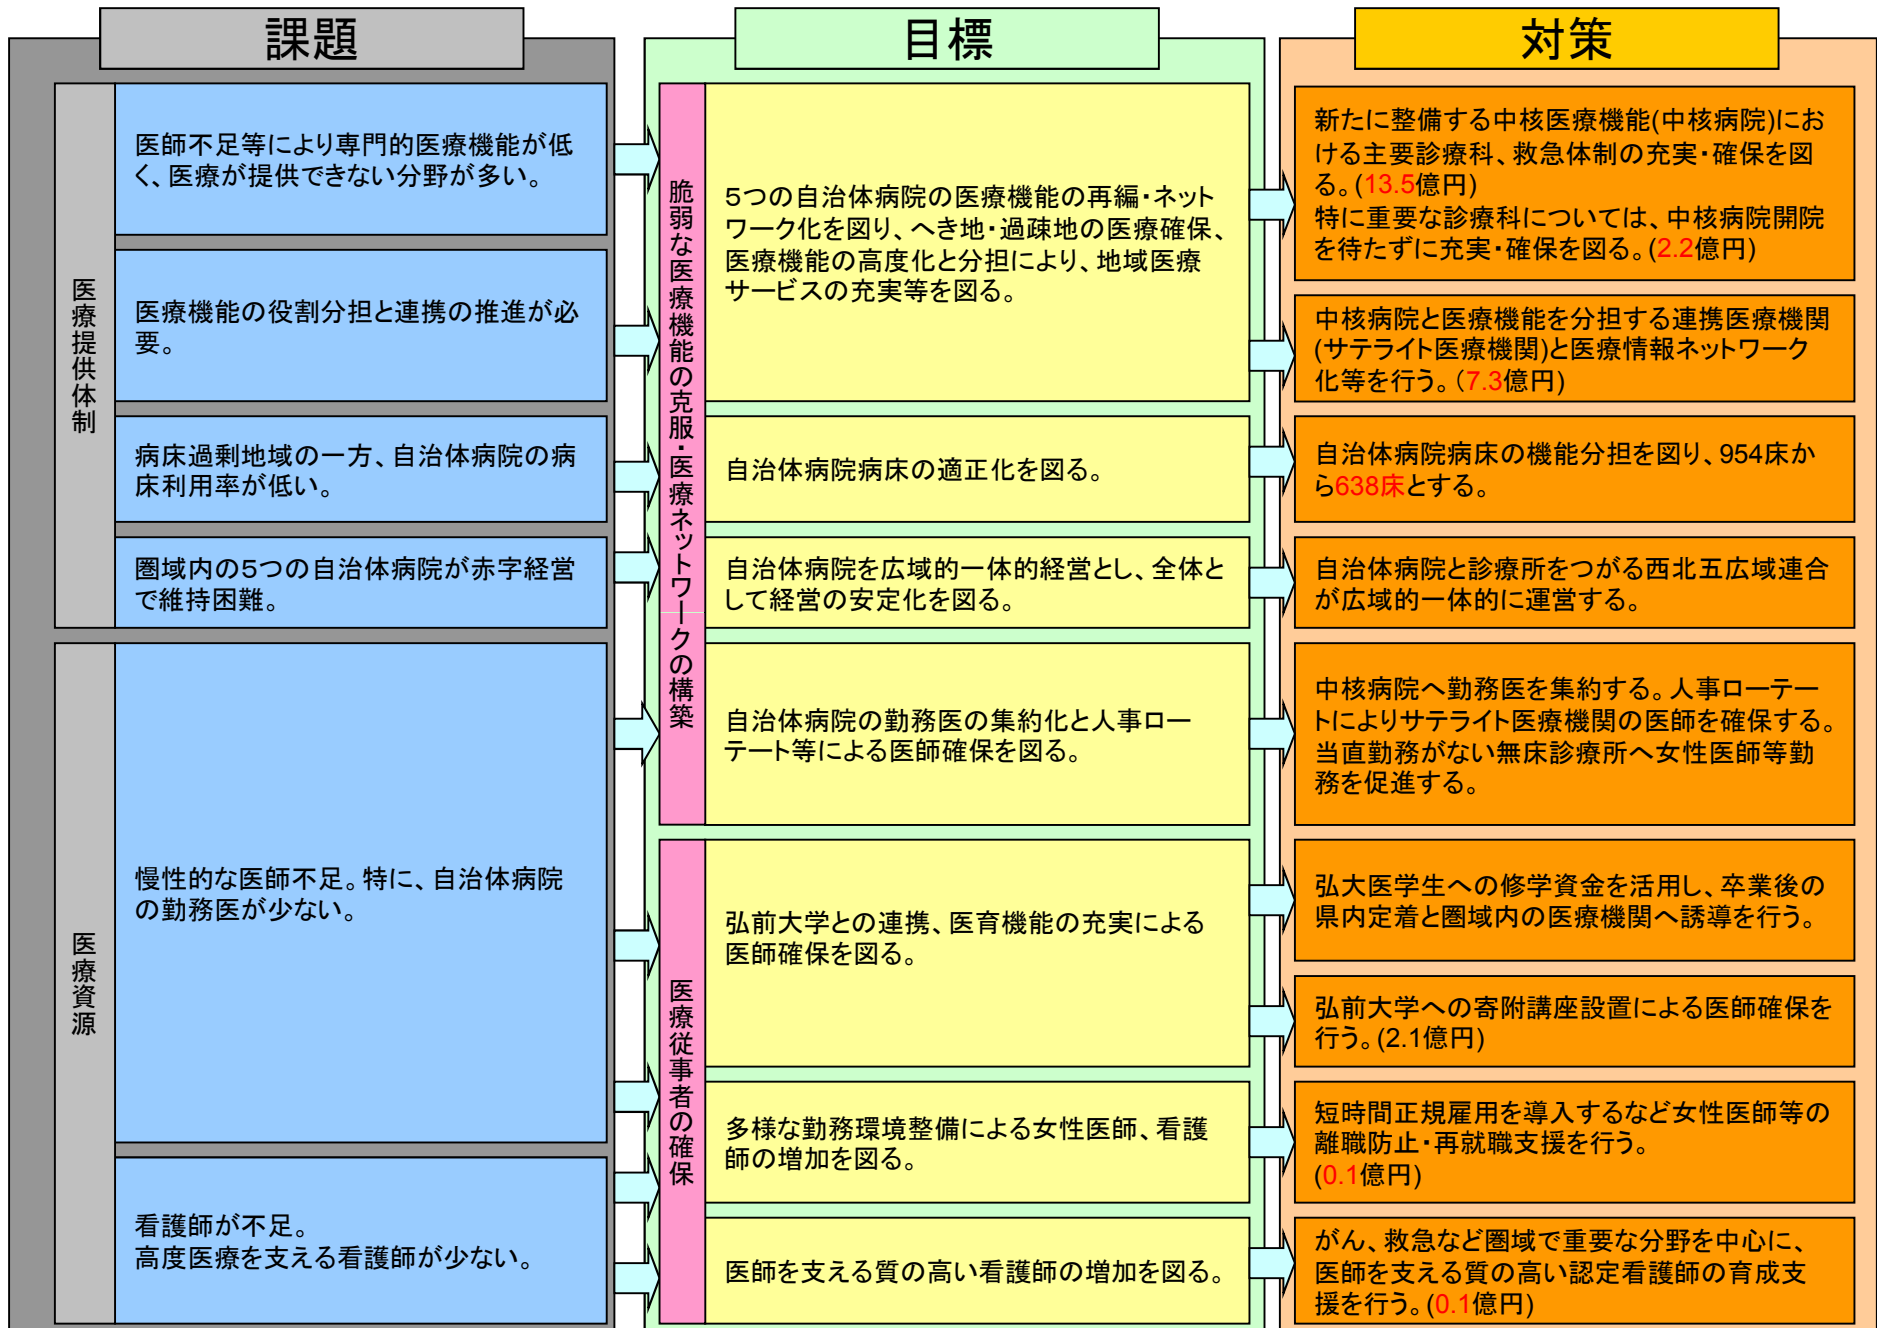 課題
医療提供体制
医師不足等により専門的医療機能が低
く、医療が提供できない分野が多い。
医療機能の役割分担と連携の推進が必
要。
病床過剰地域の一方、自治体病院の病
床利用率が低い。
圏域内の5つの自治体病院が赤字経営
で維持困難。
医療資源
慢性的な医師不足。特に、自治体病院
の勤務医が少ない。
看護師が不足。
高度医療を支える看護師が少ない。
目標
脆弱な医療機能の克服・医療ネットワークの構築
5つの自治体病院の医療機能の再編・ネット
ワーク化を図り、へき地・過疎地の医療確保、
医療機能の高度化と分担により、地域医療
サービスの充実等を図る。
自治体病院病床の適正化を図る。
自治体病院を広域的一体的経営とし、全体と
して経営の安定化を図る。
自治体病院の勤務医の集約化と人事ロー
テート等による医師確保を図る。
医療従事者の確保
弘前大学との連携、医育機能の充実による
医師確保を図る。
多様な勤務環境整備による女性医師、看護
師の増加を図る。
医師を支える質の高い看護師の増加を図る。
対策
新たに整備する中核医療機能(中核病院)にお
ける主要診療科、救急体制の充実・確保を図
る。(13.5億円)
特に重要な診療科については、中核病院開院
を待たずに充実・確保を図る。(2.2億円)
中核病院と医療機能を分担する連携医療機関
(サテライト医療機関)と医療情報ネットワーク
化等を行う。(7.3億円)
自治体病院病床の機能分担を図り、954床か
ら638床とする。
自治体病院と診療所をつがる西北五広域連合
が広域的一体的に運営する。
中核病院へ勤務医を集約する。人事ローテー
トによりサテライト医療機関の医師を確保する。
当直勤務がない無床診療所へ女性医師等勤
務を促進する。
弘大医学生への修学資金を活用し、卒業後の
県内定着と圏域内の医療機関へ誘導を行う。
弘前大学への寄附講座設置による医師確保を
行う。(2.1億円)
短時間正規雇用を導入するなど女性医師等の
離職防止・再就職支援を行う。
(0.1億円)
がん、救急など圏域で重要な分野を中心に、
医師を支える質の高い認定看護師の育成支
援を行う。(0.1億円)